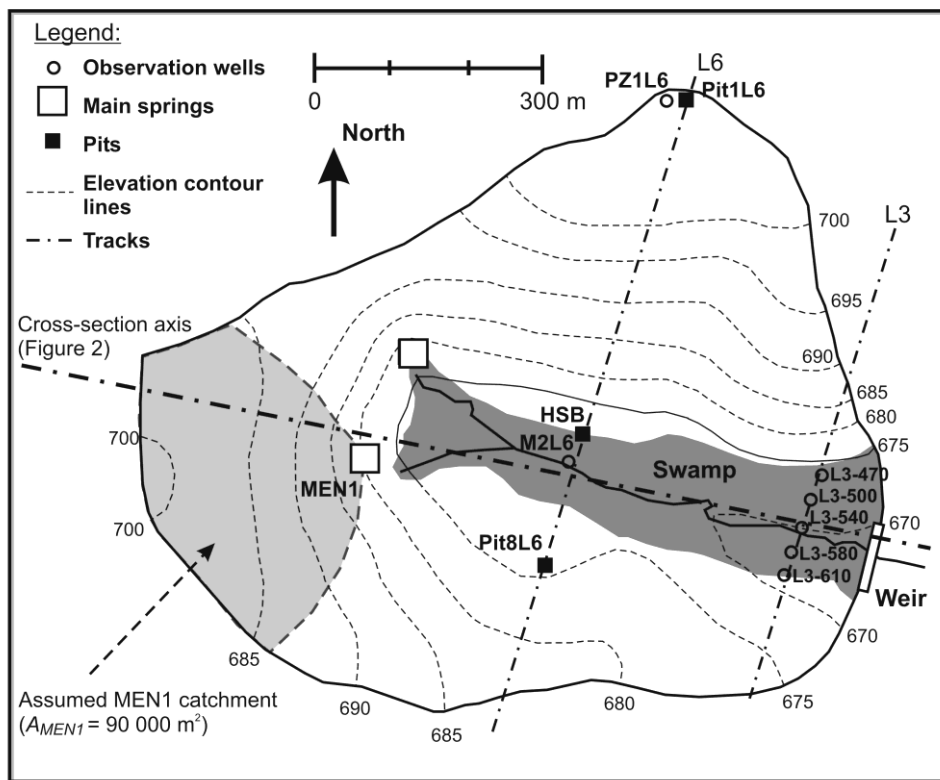 Legend:
Observation wells
Main springs
Pits
Elevation contour
lines
Tracks
0 300 m
North
L6
PZ1L6 Pit1L6
700
L3
695
690
685
680
675
Cross-section axis
(Figure 2)
HSB
M2L6
Swamp
MEN1
700
700
L3-470
L3-500
L3-540
670
L3-580
L3-610
Pit8L6
Weir
670
685
Assumed MEN1 catchment
(A_MEN1 = 90 000 m²)
690
685
680
675